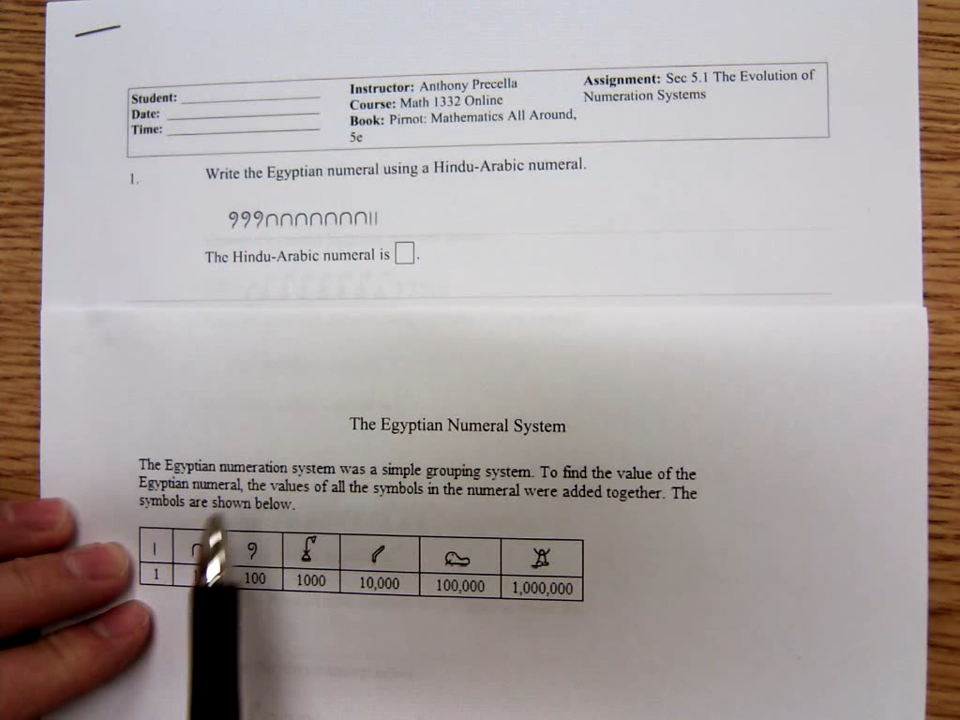 Student:
Instructor: Anthony Precella
Assignment: Sec 5.1 The Evolution of
Date:
Course: Math 1332 Online
Numeration Systems
Time:
Book: Pirnot: Mathematics All Around,
5e
1. Write the Egyptian numeral using a Hindu-Arabic numeral.
The Hindu-Arabic numeral is
The Egyptian Numeral System
The Egyptian numeration system was a simple grouping system. To find the value of the
Egyptian numeral, the values of all the symbols in the numeral were added together. The
symbols are shown below.
1 100 1000 10,000 100,000 1,000,000